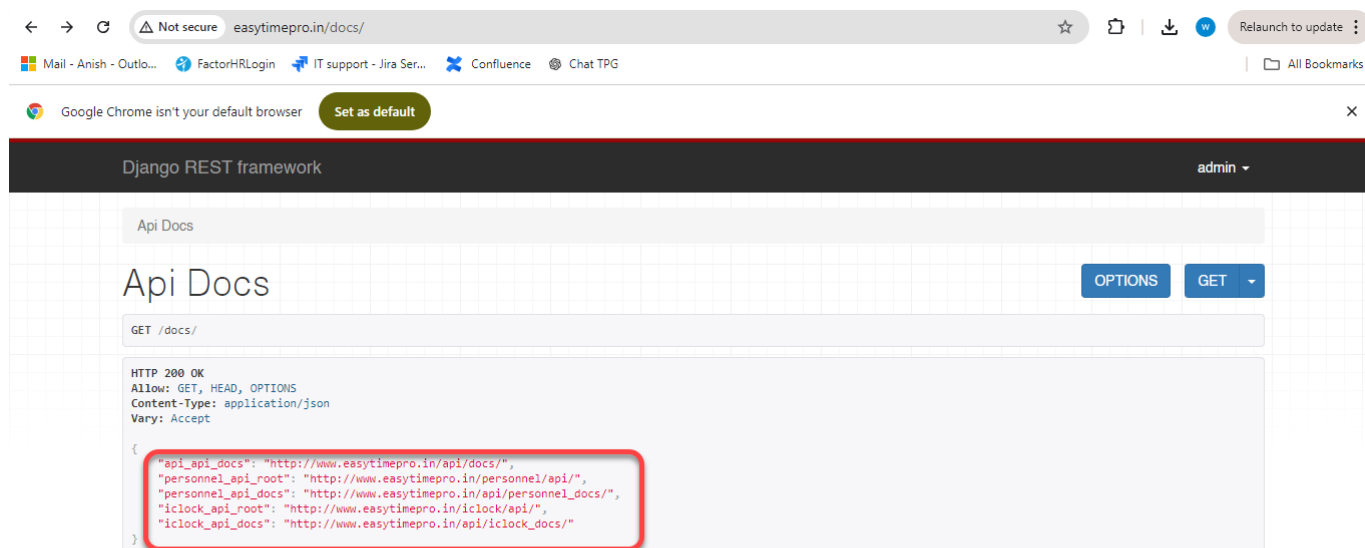 Not secure easytimepro.in/docs/ W Relaunch to update
Mail - Anish - Outlo... FactorHRLogin IT support - Jira Ser... Confluence Chat TPG All Bookmarks
Google Chrome isn't your default browser Set as default
Django REST framework admin
Api Docs
Api Docs OPTIONS GET
GET /docs/
HTTP 200 OK
Allow: GET, HEAD, OPTIONS
Content-Type: application/json
Vary: Accept
{
"api_api_docs": "http://www.easytimepro.in/api/docs/",
"personnel_api_root": "http://www.easytimepro.in/personnel/api/",
"personnel_api_docs": "http://www.easytimepro.in/api/personnel_docs/",
"iclock_api_root": "http://www.easytimepro.in/iclock/api/",
"iclock_api_docs": "http://www.easytimepro.in/api/iclock_docs/"
}